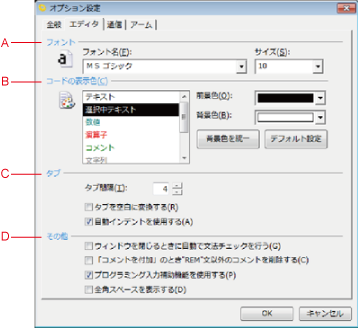 オプション設定
全般 エディタ 通信 アーム
A
フォント
フォント名(F): サイズ(S):
MS ゴシック 10
B
コードの表示色(C)
テキスト 前景色(O):
選択中テキスト
数値 背景色(B):
演算子
コメント 背景色を統一 デフォルト設定
文字列
C
タブ
タブ間隔(T): 4
タブを空白に変換する(R)
自動インデントを使用する(A)
D
その他
ウィンドウを閉じるときに自動で文法チェックを行う(G)
「コメントを付加」のとき"REM"文以外のコメントを削除する(C)
プログラミング入力補助機能を使用する(P)
全角スペースを表示する(D)
OK キャンセル